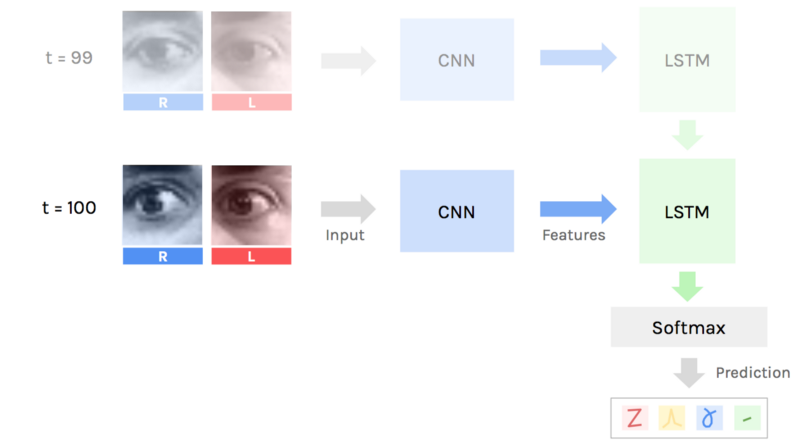 t = 99
R L
CNN
LSTM
t = 100
R L
Input
CNN
Features
LSTM
Softmax
Prediction
Z γ -